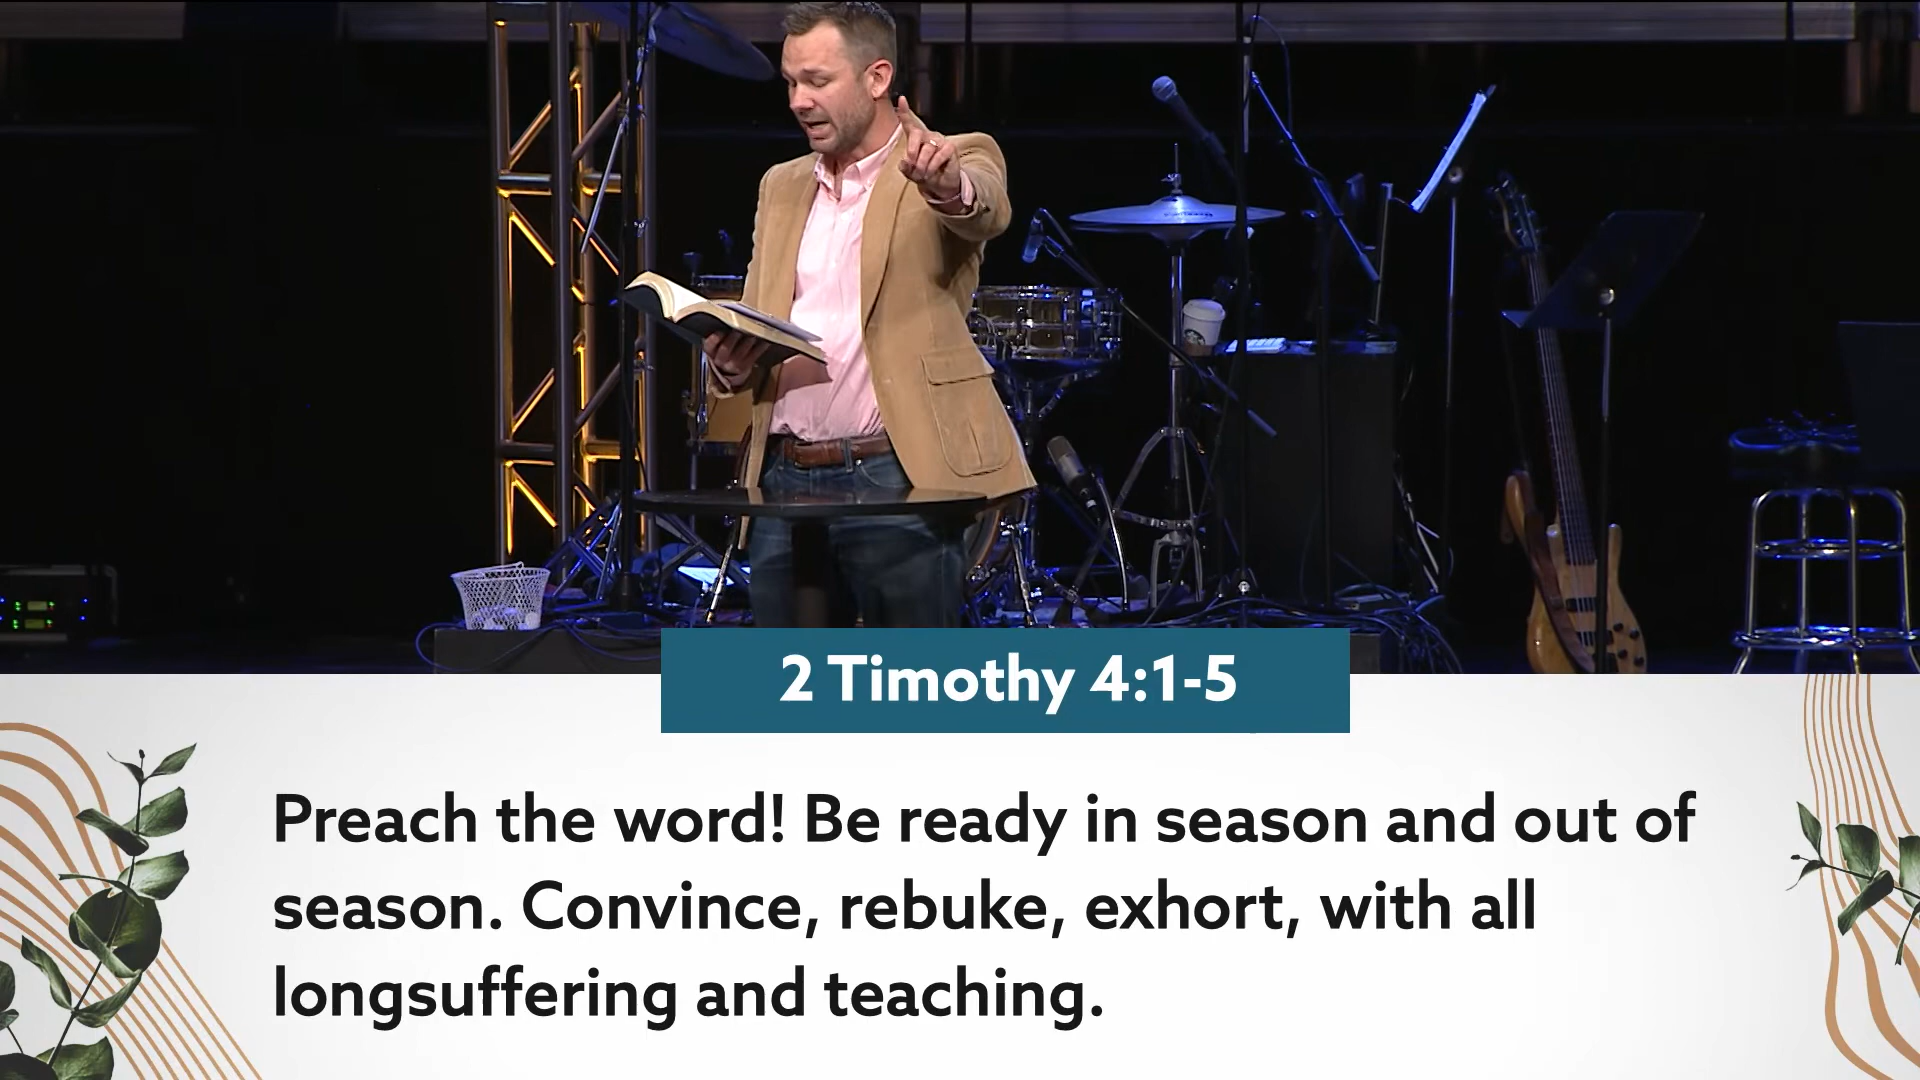 2 Timothy 4:1-5
Preach the word! Be ready in season and out of
season. Convince, rebuke, exhort, with all
longsuffering and teaching.